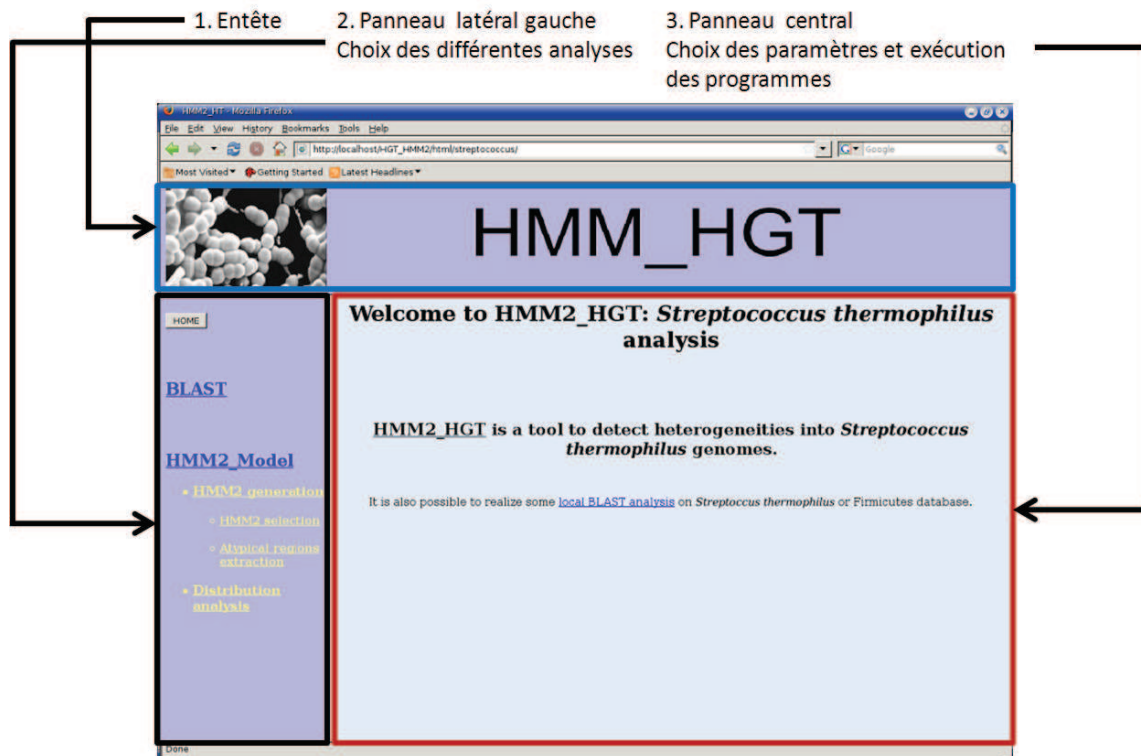 1. Entête
2. Panneau latéral gauche
Choix des différentes analyses
3. Panneau central
Choix des paramètres et exécution
des programmes
HMM2_HT - Mozilla Firefox
File Edit View History Bookmarks Tools Help
http://localhost/HGT_HMM2/html/streptococcus/
Google
Most Visited Getting Started Latest Headlines
HMM_HGT
HOME
BLAST
HMM2_Model
HMM2 generation
HMM2 selection
Atypical regions
extraction
Distribution
analysis
Welcome to HMM2_HGT: Streptococcus thermophilus
analysis
HMM2_HGT is a tool to detect heterogeneities into Streptococcus
thermophilus genomes.
It is also possible to realize some local BLAST analysis on Streptoccus thermophilus or Firmicutes database.
Done